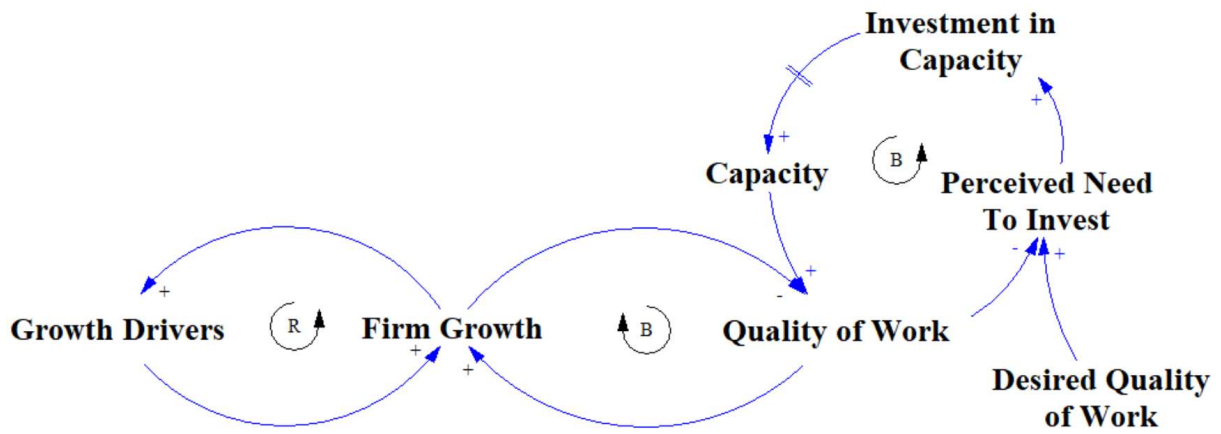 Investment in
Capacity
+
+
B
Capacity
Perceived Need
To Invest
-
+
+
-
+
Growth Drivers
R
Firm Growth
B
Quality of Work
+
+
Desired Quality
of Work